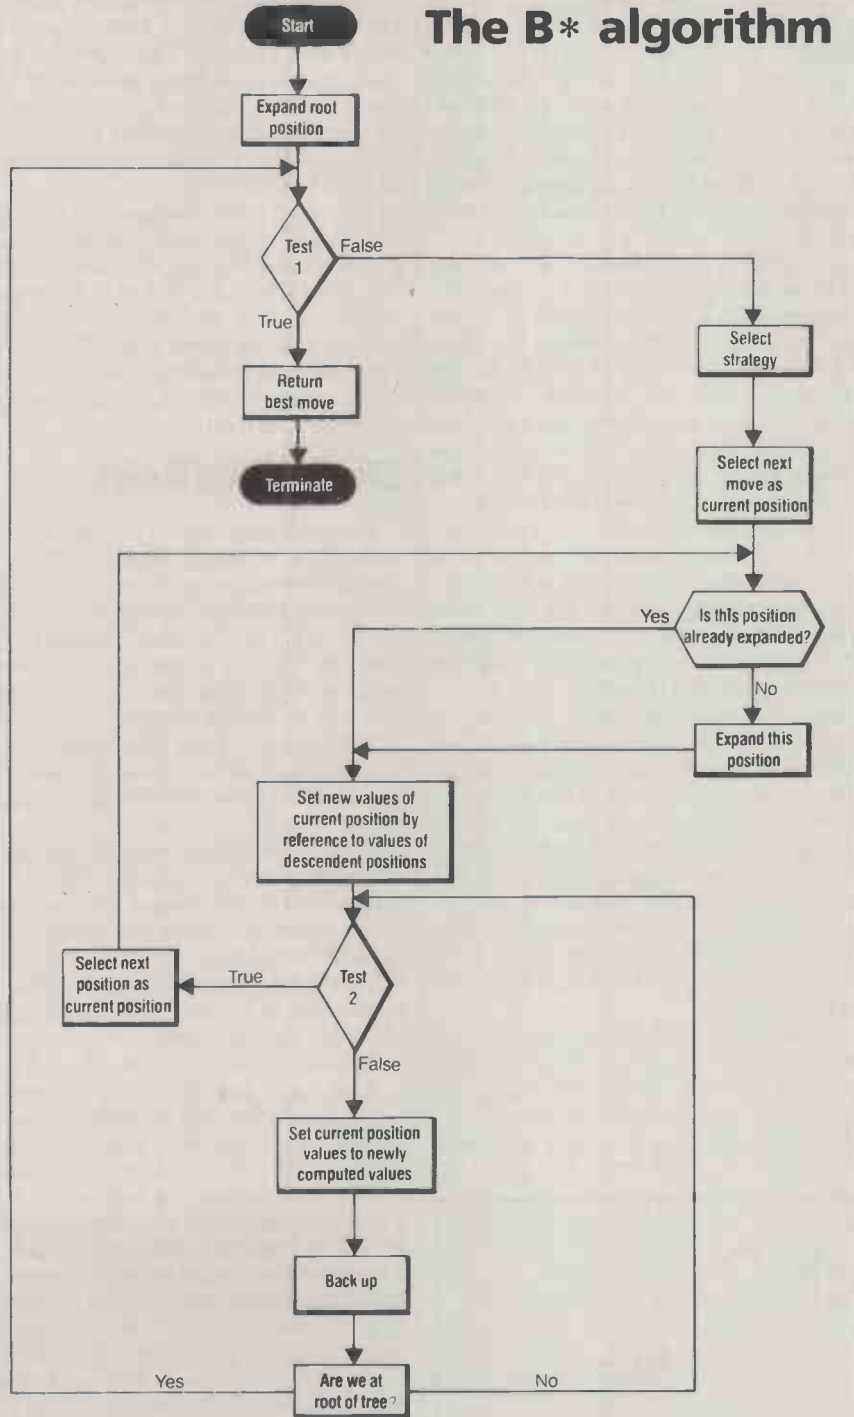 The B* algorithm
Start
Expand root
position
Test
1
False
True
Return
best move
Terminate
Select
strategy
Select next
move as
current position
Is this position
already expanded?
Yes
No
Expand this
position
Set new values of
current position by
reference to values of
descendent positions
Test
2
True
Select next
position as
current position
False
Set current position
values to newly
computed values
Back up
Are we at
root of tree?
Yes
No